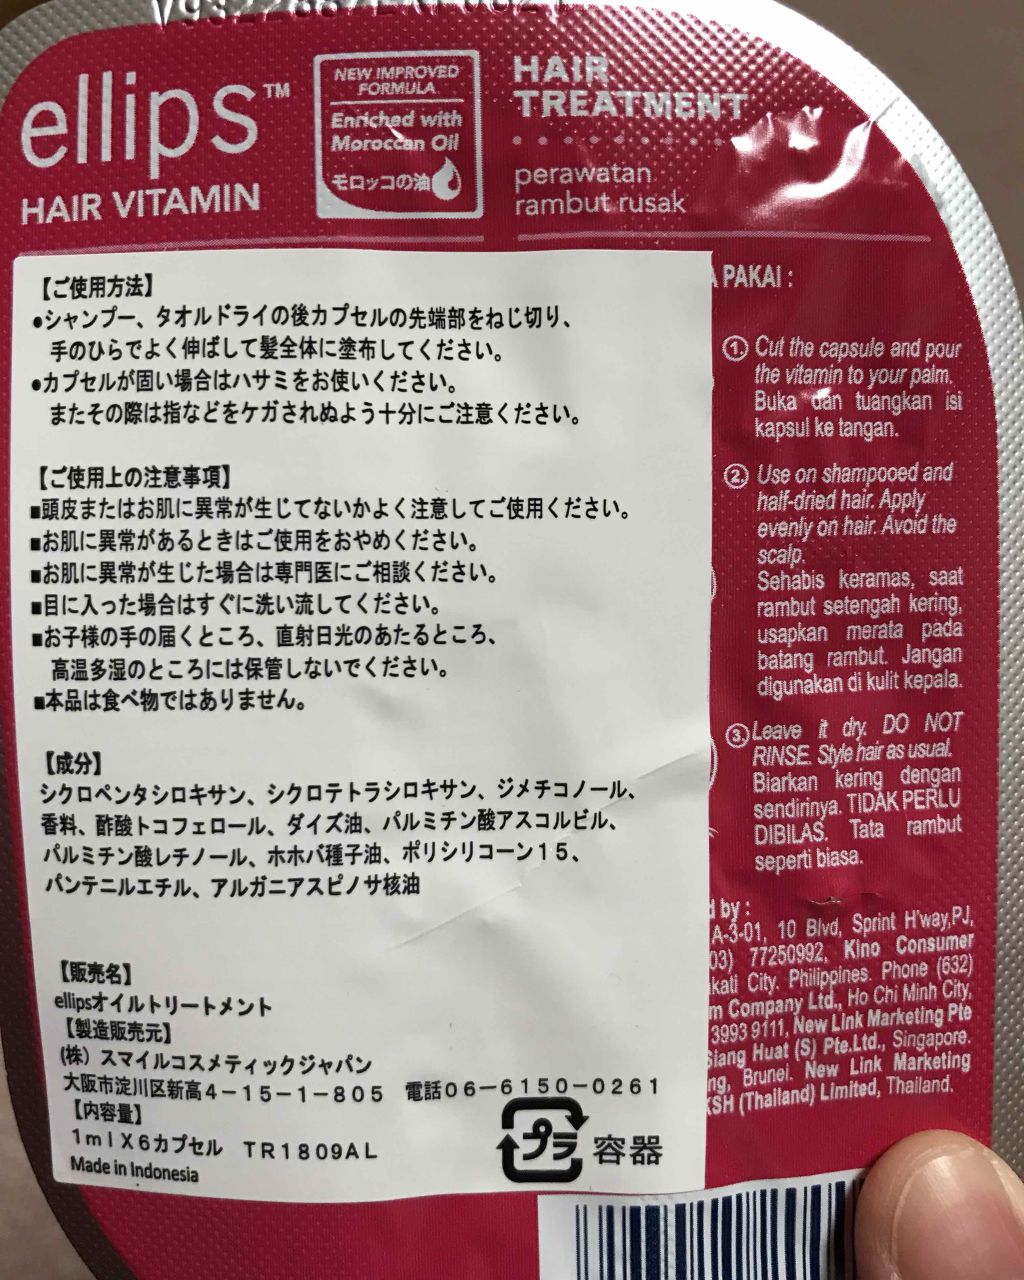 ellips™
HAIR VITAMIN
NEW IMPROVED
FORMULA
Enriched with
Moroccan Oil
モロッコの油
HAIR
TREATMENT
perawatan
rambut rusak
【ご使用方法】
●シャンプー、タオルドライの後カプセルの先端部をねじ切り、
手のひらでよく伸ばして髪全体に塗布してください。
●カプセルが固い場合はハサミをお使いください。
またその際は指などをケガされぬよう十分にご注意ください。
【ご使用上の注意事項】
■頭皮またはお肌に異常が生じてないかよく注意してご使用ください。
■お肌に異常があるときはご使用をおやめください。
■お肌に異常が生じた場合は専門医にご相談ください。
■目に入った場合はすぐに洗い流してください。
■お子様の手の届くところ、直射日光のあたるところ、
高温多湿のところには保管しないでください。
■本品は食べ物ではありません。
【成分】
シクロペンタシロキサン、シクロテトラシロキサン、ジメチコノール、
香料、酢酸トコフェロール、ダイズ油、パルミチン酸アスコルビル、
パルミチン酸レチノール、ホホバ種子油、ポリシリコーン15、
パンテニルエチル、アルガニアスピノサ核油
【販売名】
ellipsオイルトリートメント
【製造販売元】
(株) スマイルコスメティックジャパン
大阪市淀川区新高4－15－1－805 電話06－6150－0261
【内容量】
1mlX6カプセル TR1809AL
Made in Indonesia
プラ 容器
PAKAI :
1. Cut the capsule and pour
the vitamin to your palm.
Buka dan tuangkan isi
kapsul ke tangan.
2. Use on shampooed and
half-dried hair. Apply
evenly on hair. Avoid the
scalp.
Sehabis keramas, saat
rambut setengah kering,
usapkan merata pada
batang rambut. Jangan
digunakan di kulit kepala.
3. Leave it dry. DO NOT
RINSE. Style hair as usual.
Biarkan kering dengan
sendirinya. TIDAK PERLU
DIBILAS. Tata rambut
seperti biasa.
d by :
A-3-01, 10 Blvd, Sprint H'way,PJ,
03) 77250992, Kino Consumer
kati City. Philippines. Phone (632)
m Company Ltd., Ho Chi Minh City,
3993 9111, New Link Marketing Pte
Siang Huat (S) Pte.Ltd., Singapore.
ng, Brunei. New Link Marketing
KSH (Thailand) Limited, Thailand.